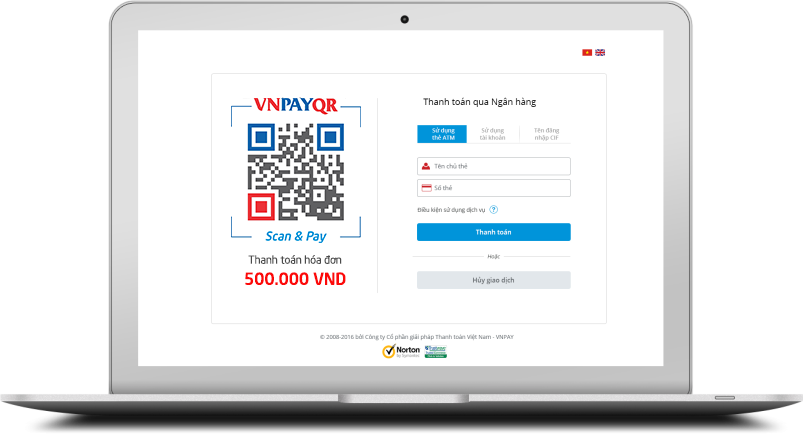 VNPAYQR
Scan & Pay
Thanh toán hóa đơn
500.000 VND
Thanh toán qua Ngân hàng
Sử dụng
thẻ ATM
Sử dụng
tài khoản
Tên đăng
nhập CIF
Tên chủ thẻ
Số thẻ
Điều kiện sử dụng dịch vụ ?
Thanh toán
Hoặc
Hủy giao dịch
© 2008-2016 bởi Công ty Cổ phần giải pháp Thanh toán Việt Nam - VNPAY
Norton